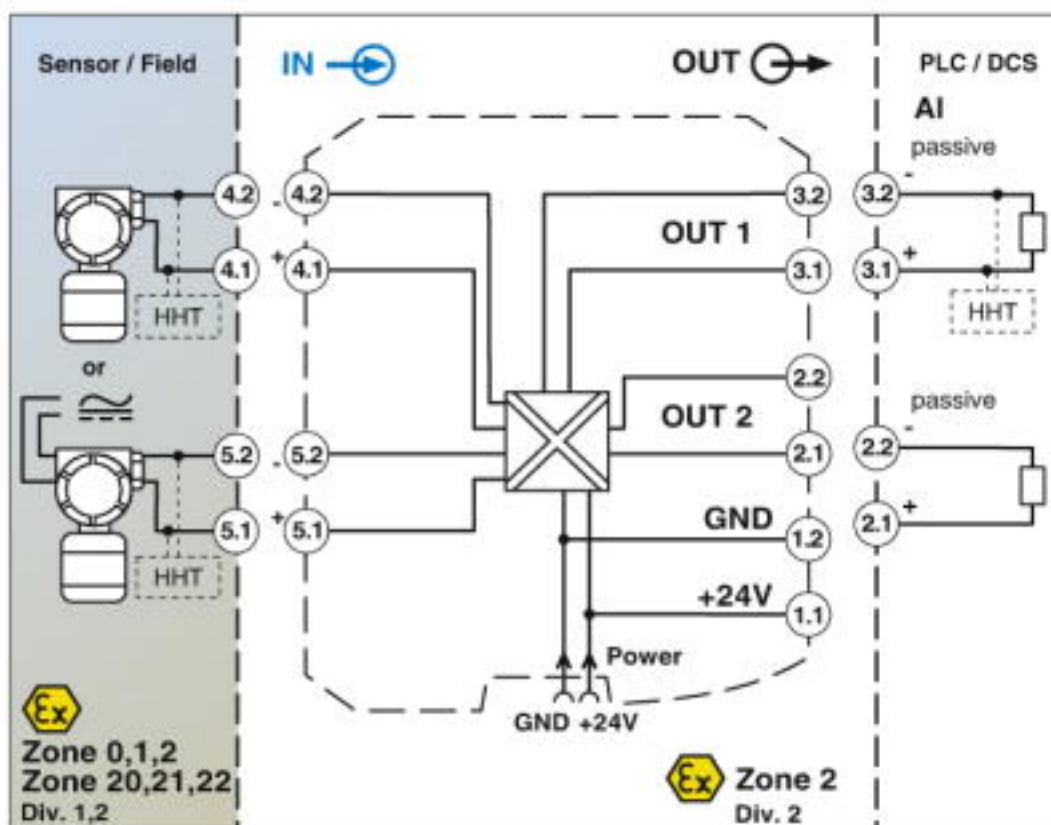 Sensor / Field
IN
OUT
PLC / DCS
AI
passive
4.2
-
4.2
3.2
3.2
-
OUT 1
4.1
+
4.1
3.1
3.1
+
HHT
HHT
or
2.2
passive
OUT 2
5.2
-
5.2
2.1
2.2
-
GND
5.1
+
5.1
1.2
2.1
+
HHT
+24V
1.1
Power
GND +24V
Ex
Zone 0,1,2
Zone 20,21,22
Div. 1,2
Ex
Zone 2
Div. 2